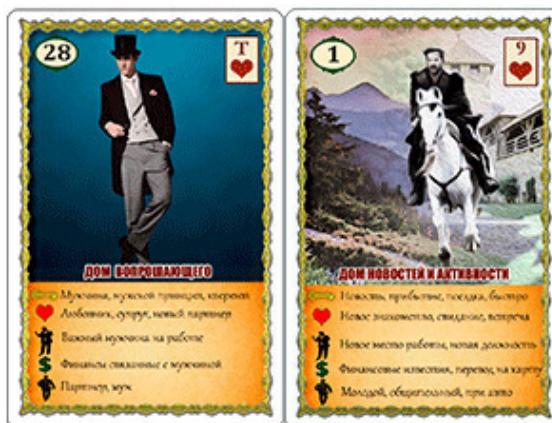 28
Т
ДОМ ВОПРОШАЮЩЕГО
Мужчина, мужской принцип, кверент
Любовник, супруг, новый партнер
Важный мужчина на работе
Финансы связанные с мужчиной
Партнер, муж
1
9
ДОМ НОВОСТЕЙ И АКТИВНОСТИ
Новость, прибытие, поездка, быстро
Новое знакомство, свидание, встреча
Новое место работы, новая должность
Финансовые известия, перевод на карту
Молодой, общительный, при авто